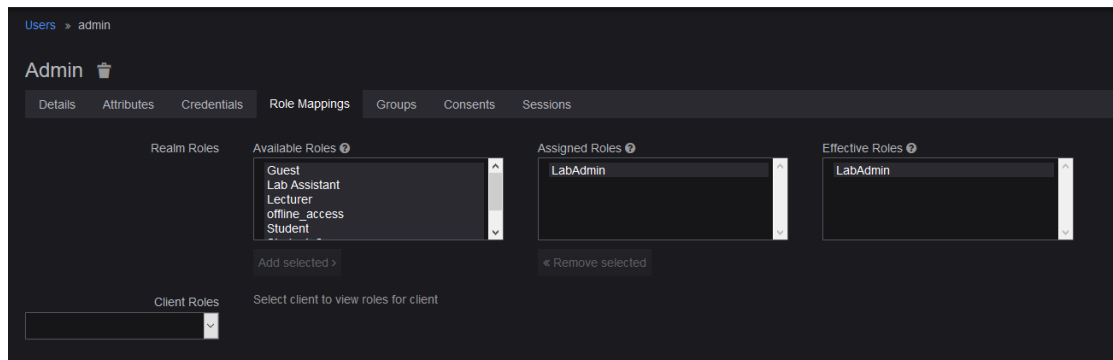 Users » admin
Admin
Details Attributes Credentials Role Mappings Groups Consents Sessions
Realm Roles
Available Roles
Guest
Lab Assistant
Lecturer
offline_access
Student
Add selected >
Assigned Roles
LabAdmin
« Remove selected
Effective Roles
LabAdmin
Client Roles
Select client to view roles for client